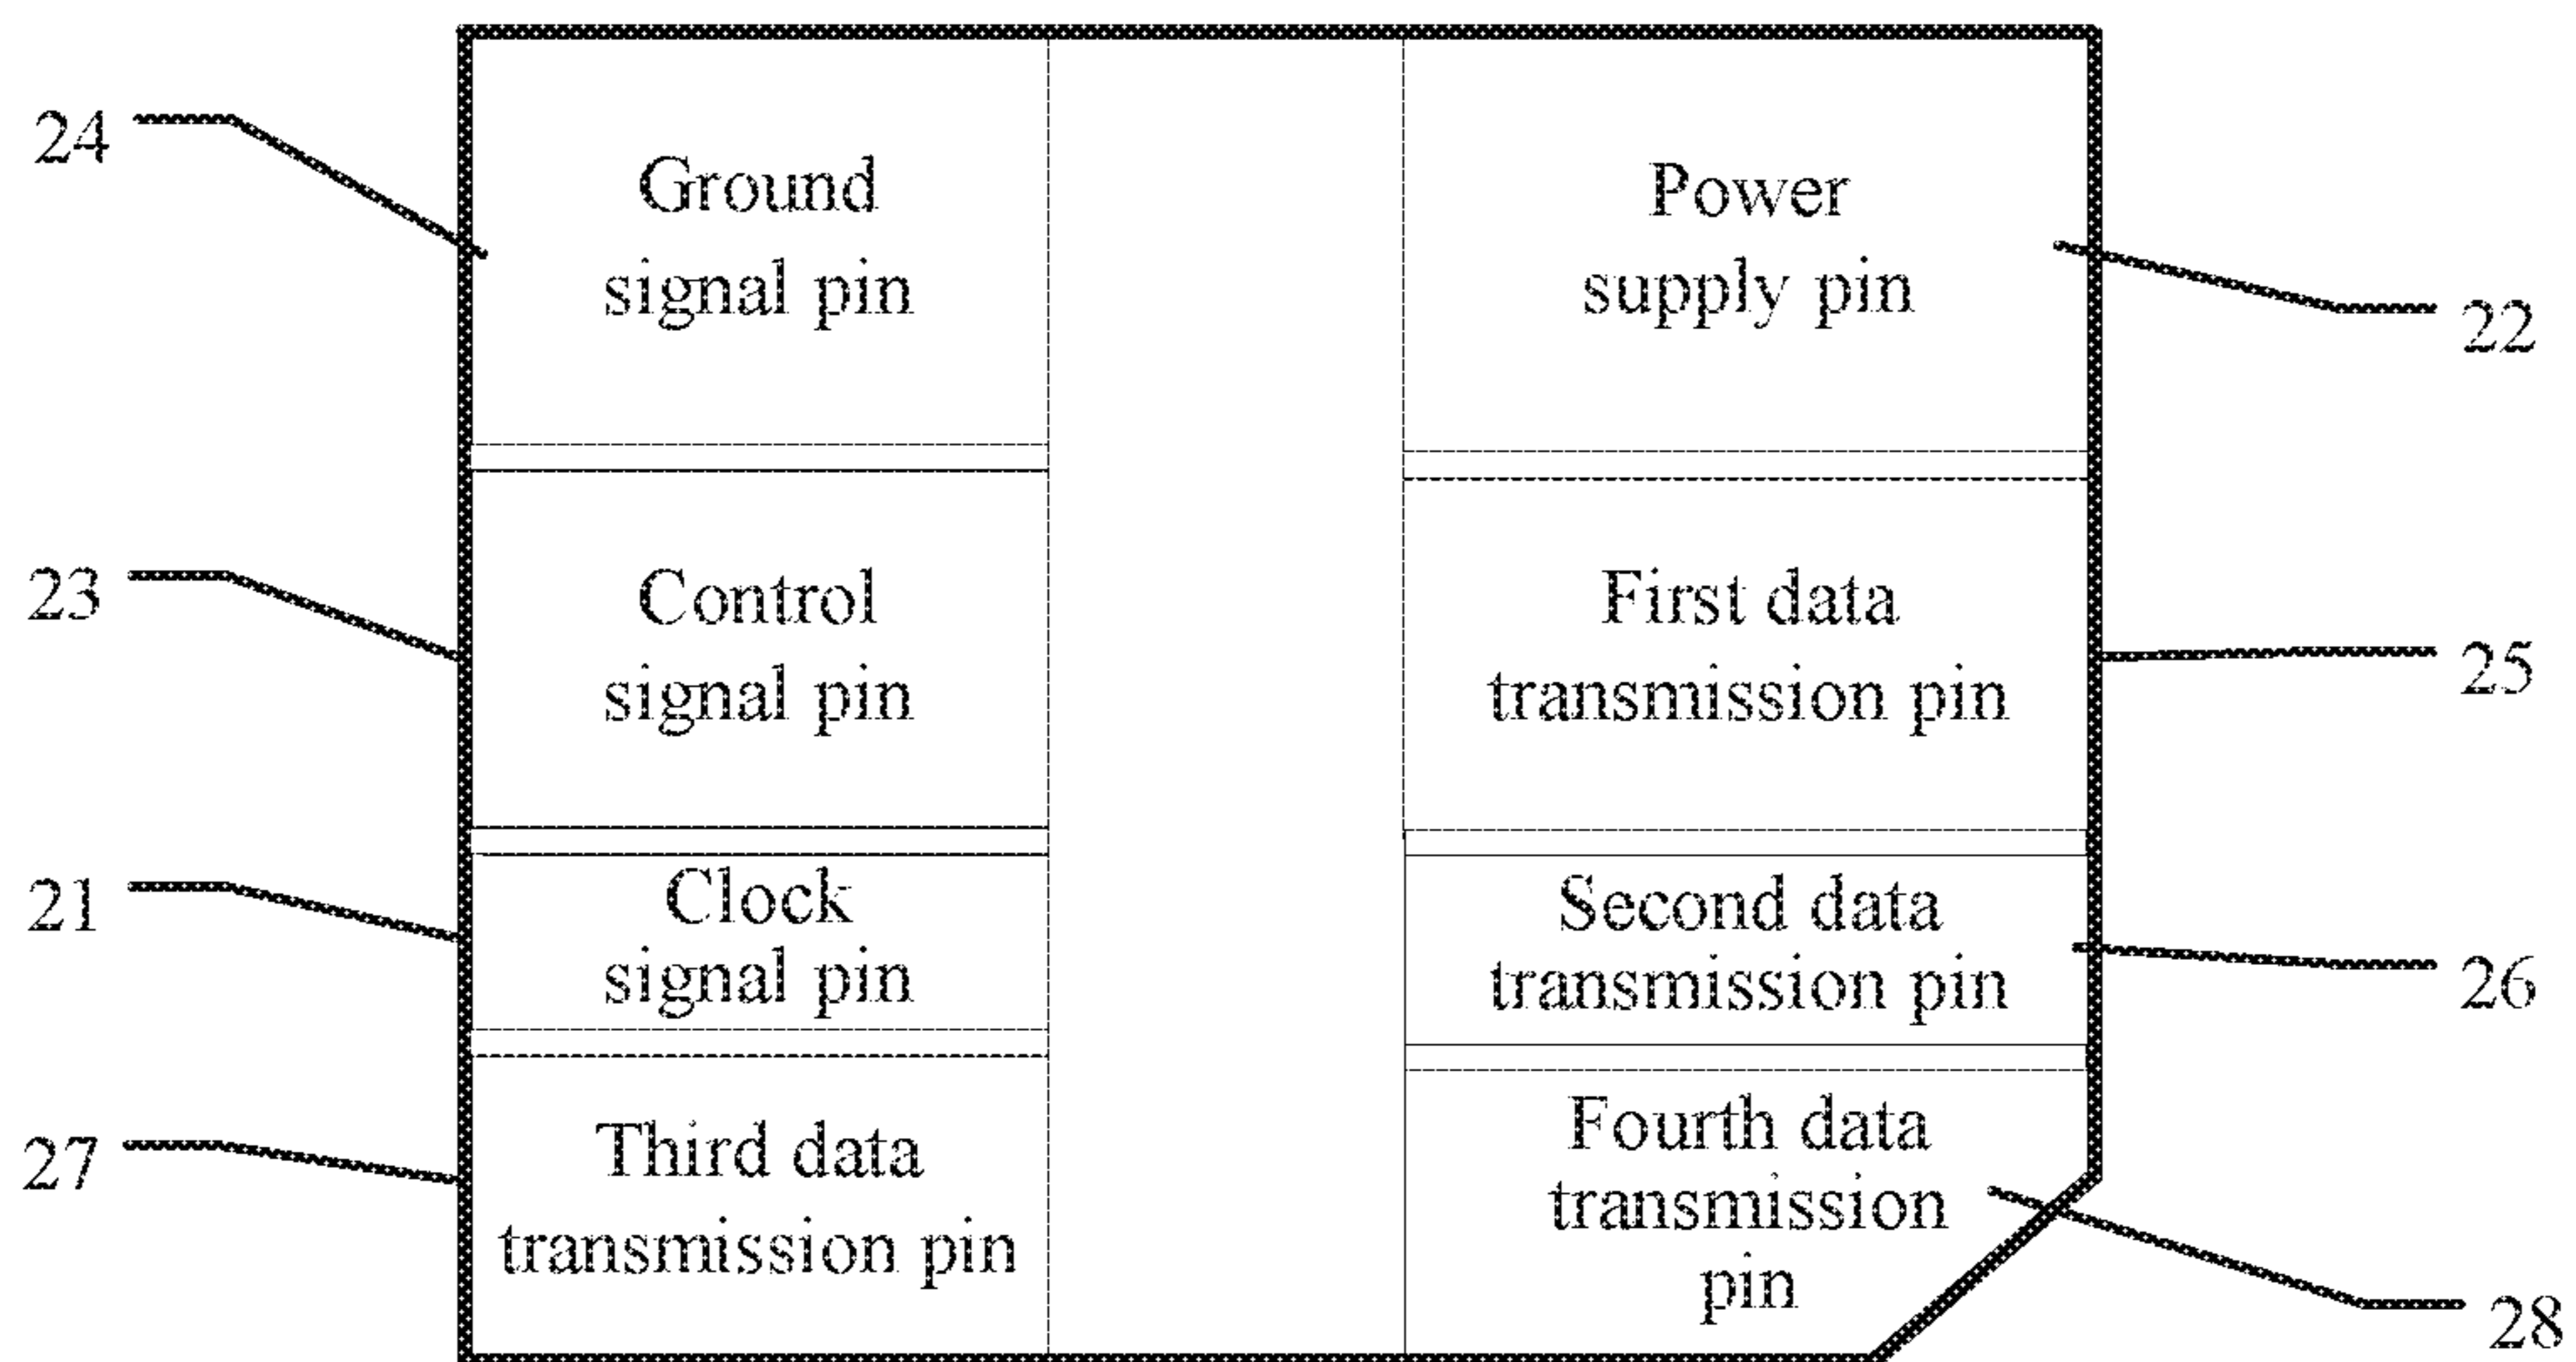 24
Ground
signal pin
Power
supply pin
22
23
Control
signal pin
First data
transmission pin
25
21
Clock
signal pin
Second data
transmission pin
26
27
Third data
transmission pin
Fourth data
transmission
pin
28